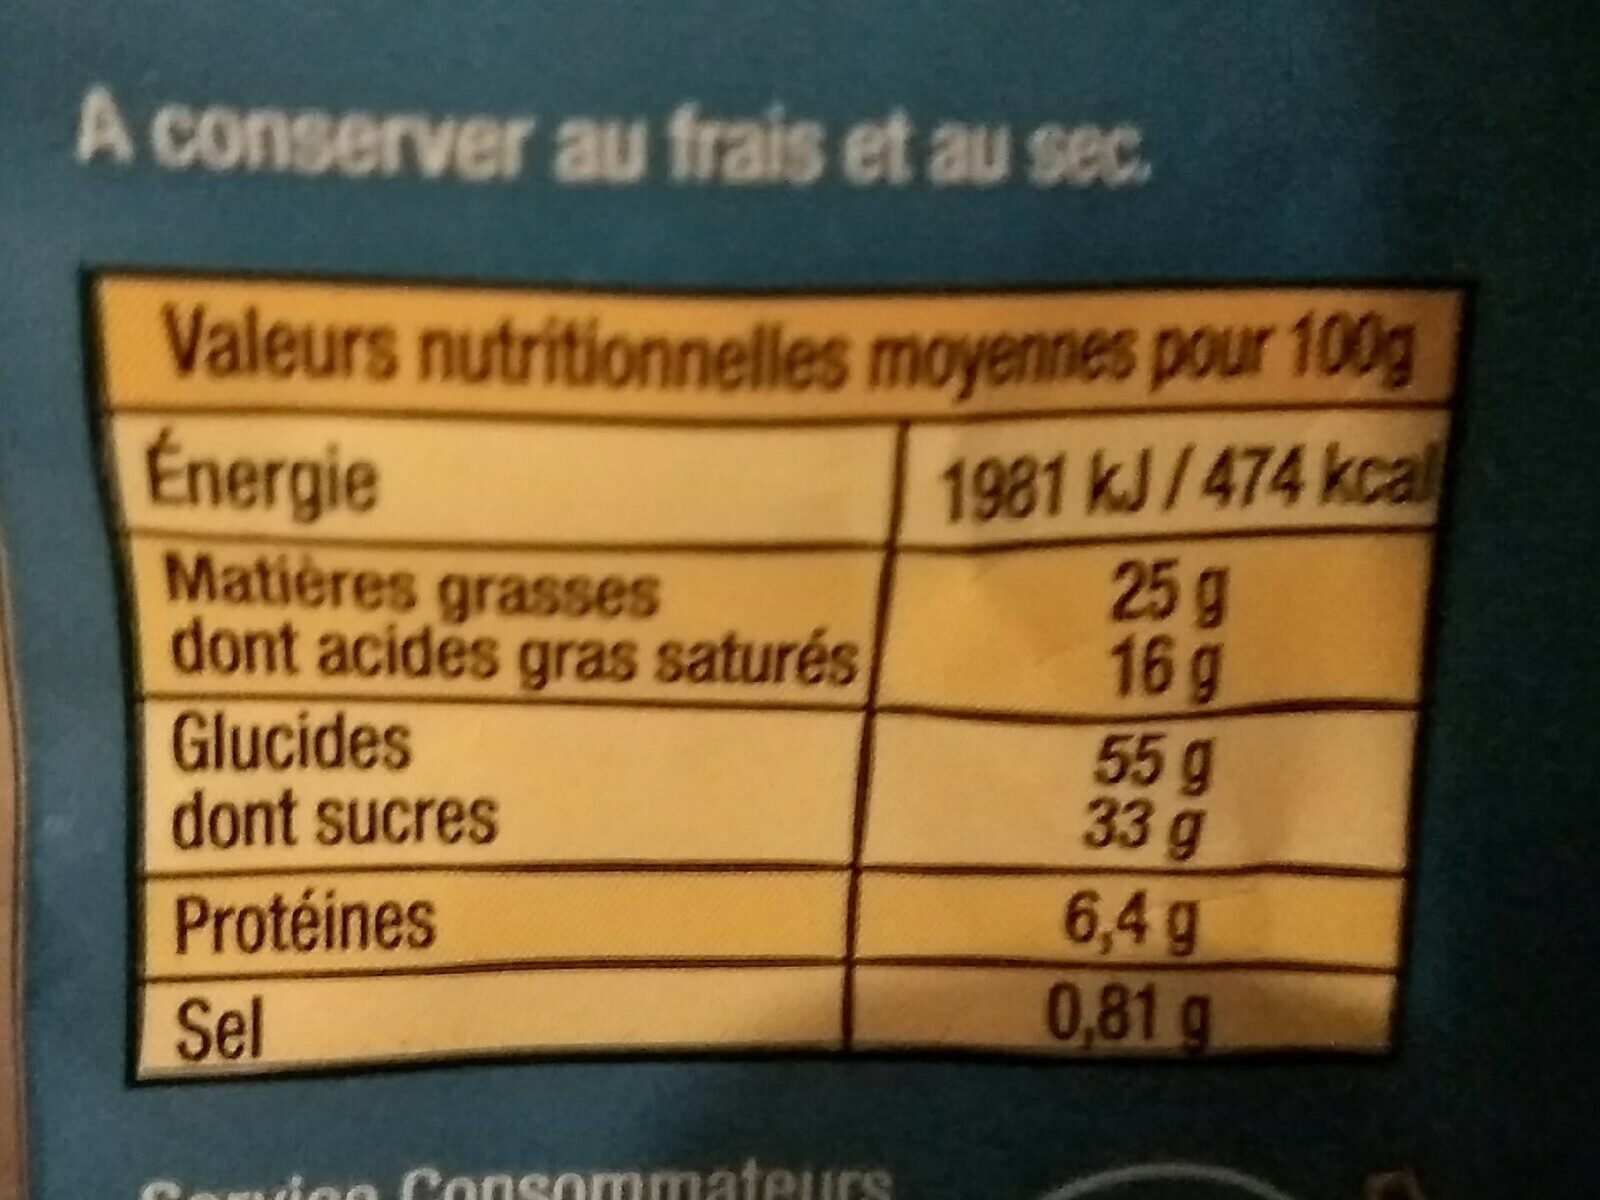 A conserver au frais et au sec.
Valeurs nutritionnelles moyennes pour 100g
Énergie 1981 kJ / 474 kcal
Matières grasses 25 g
dont acides gras saturés 16 g
Glucides 55 g
dont sucres 33 g
Protéines 6,4 g
Sel 0,81 g
Service Consommateurs